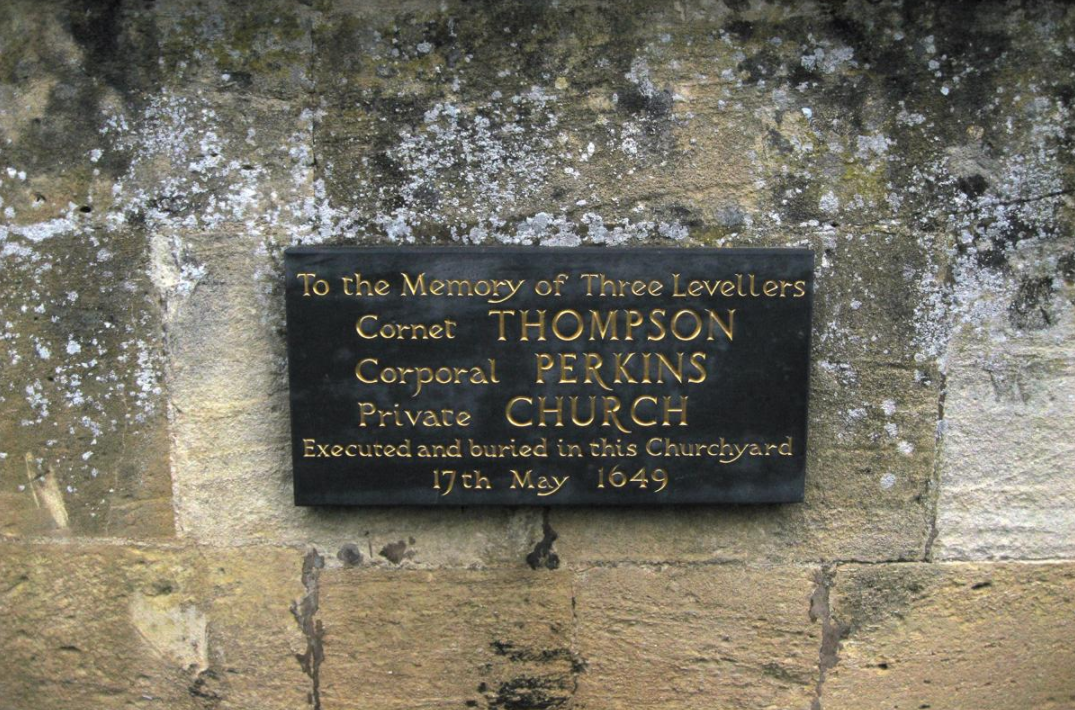 To the Memory of Three Levellers
Cornet THOMPSON
Corporal PERKINS
Private CHURCH
Executed and buried in this Churchyard
17th May 1649